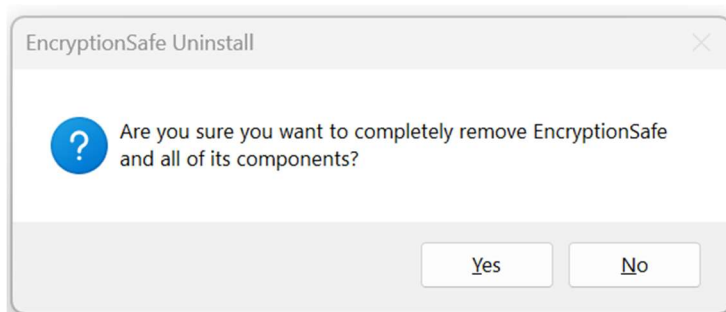 EncryptionSafe Uninstall
?
Are you sure you want to completely remove EncryptionSafe
and all of its components?
Yes
No